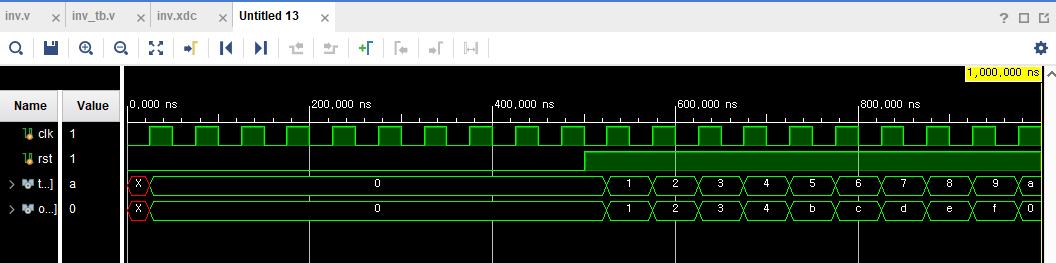 inv.v × inv_tb.v × inv.xdc × Untitled 13 ×
?
1,000,000 ns
Name Value 0,000 ns 200,000 ns 400,000 ns 600,000 ns 800,000 ns
clk 1
rst 1
t...] a X 0 1 2 3 4 5 6 7 8 9 a
o...] 0 X 0 1 2 3 4 b c d e f 0